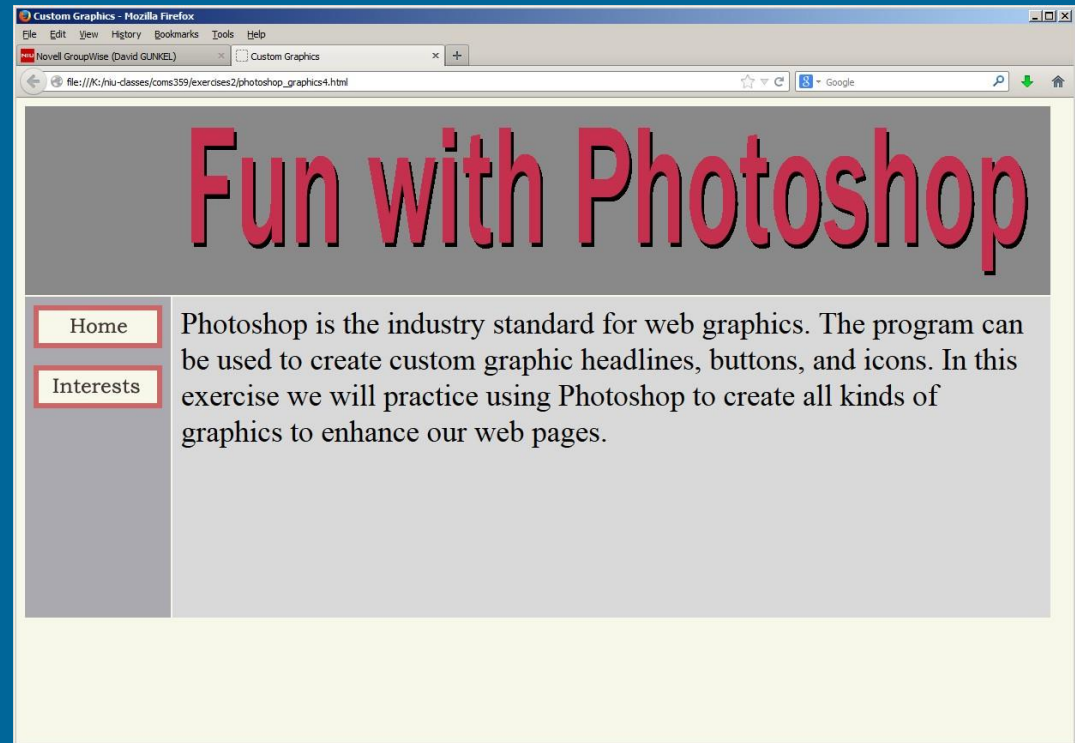 Custom Graphics - Mozilla Firefox
File Edit View History Bookmarks Tools Help
NIU Novell GroupWise (David GUNKEL) × Custom Graphics × +
file:///K:/niu-classes/coms359/exercises2/photoshop_graphics4.html 8 Google
Fun with Photoshop
Home
Interests
Photoshop is the industry standard for web graphics. The program can
be used to create custom graphic headlines, buttons, and icons. In this
exercise we will practice using Photoshop to create all kinds of
graphics to enhance our web pages.